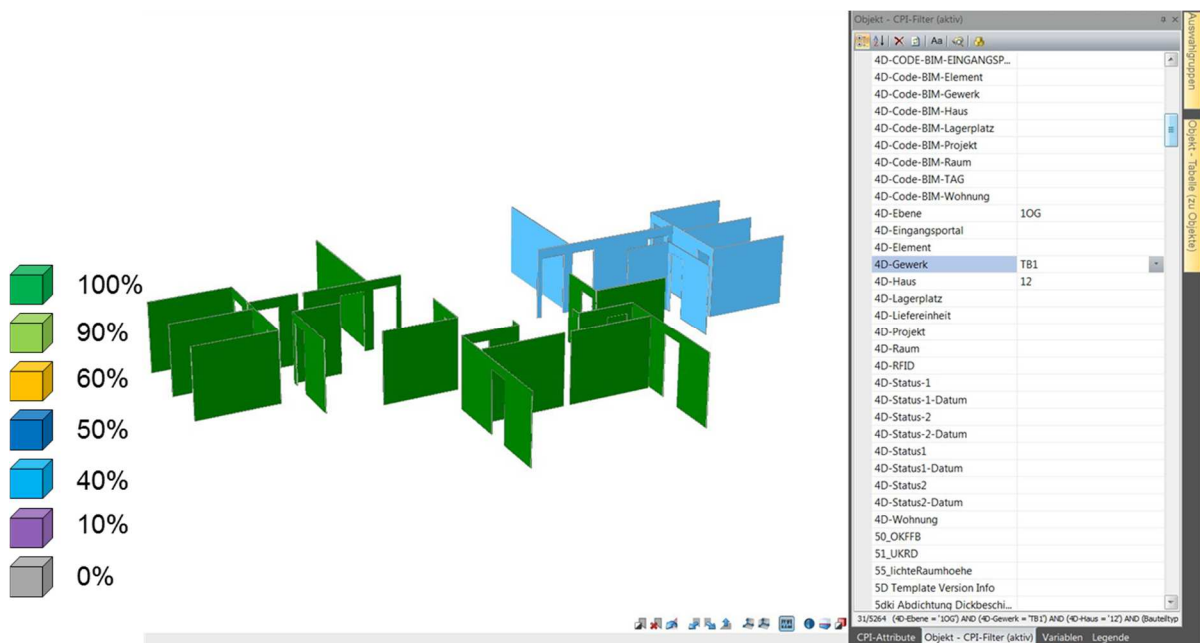 100%
90%
60%
50%
40%
10%
0%
Objekt - CPI-Filter (aktiv)
Aa
4D-CODE-BIM-EINGANGSP...
4D-Code-BIM-Element
4D-Code-BIM-Gewerk
4D-Code-BIM-Haus
4D-Code-BIM-Lagerplatz
4D-Code-BIM-Projekt
4D-Code-BIM-Raum
4D-Code-BIM-TAG
4D-Code-BIM-Wohnung
4D-Ebene 1OG
4D-Eingangsportal
4D-Element
4D-Gewerk TB1
4D-Haus 12
4D-Lagerplatz
4D-Liefereinheit
4D-Projekt
4D-Raum
4D-RFID
4D-Status-1
4D-Status-1-Datum
4D-Status-2
4D-Status-2-Datum
4D-Status1
4D-Status1-Datum
4D-Status2
4D-Status2-Datum
4D-Wohnung
50_OKFFB
51_UKRD
55_lichteRaumhoehe
5D Template Version Info
5dki Abdichtung Dickbeschi...
31/5264 (4D-Ebene = '1OG') AND (4D-Gewerk = 'TB1') AND (4D-Haus = '12') AND (Bauteiltyp
CPI-Attribute Objekt - CPI-Filter (aktiv) Variablen Legende
Auswahlgruppen
Objekt - Tabelle (zu Objekte)